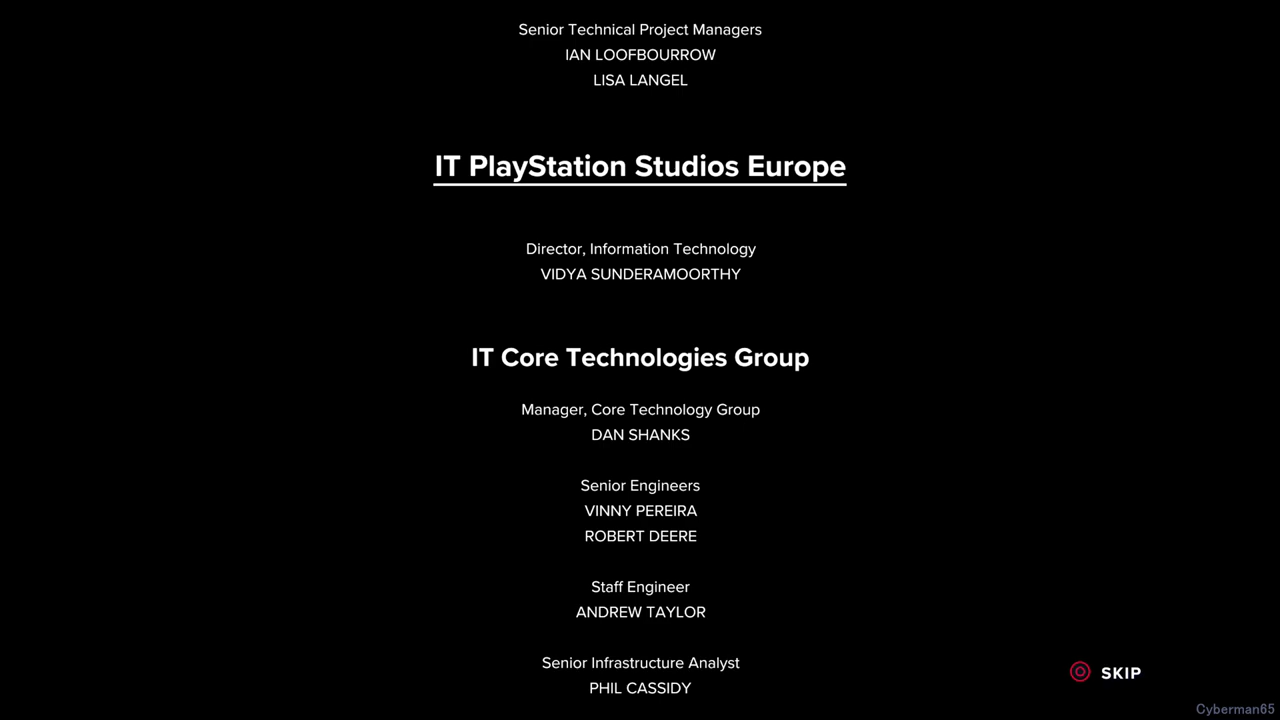 Senior Technical Project Managers
IAN LOOFBOURROW
LISA LANGEL
IT PlayStation Studios Europe
Director, Information Technology
VIDYA SUNDERAMOORTHY
IT Core Technologies Group
Manager, Core Technology Group
DAN SHANKS
Senior Engineers
VINNY PEREIRA
ROBERT DEERE
Staff Engineer
ANDREW TAYLOR
Senior Infrastructure Analyst
PHIL CASSIDY
SKIP
Cyberman65